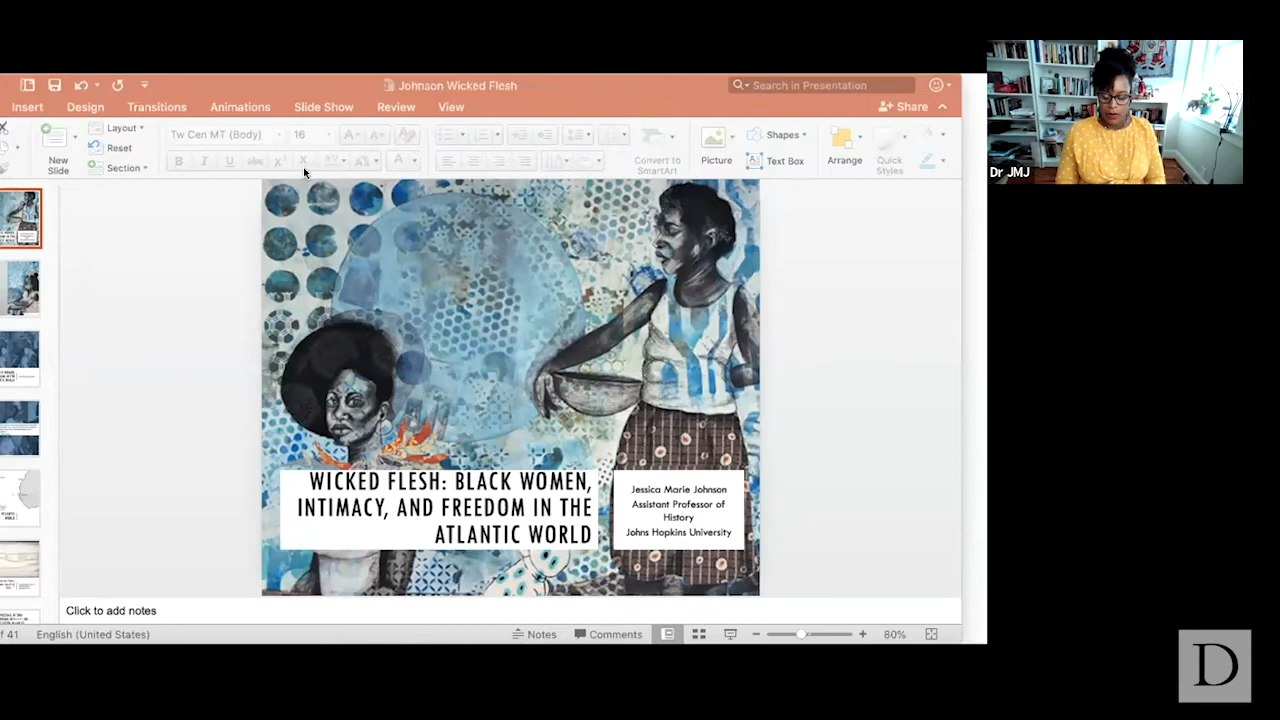 Johnson Wicked Flesh
Search in Presentation
Insert
Design
Transitions
Animations
Slide Show
Review
View
Share
New
Slide
Layout
Reset
Section
Tw Cen MT (Body)
16
Convert to
SmartArt
Picture
Shapes
Text Box
Arrange
Quick
Styles
Dr JMJ
WICKED FLESH: BLACK WOMEN,
INTIMACY, AND FREEDOM IN THE
ATLANTIC WORLD
Jessica Marie Johnson
Assistant Professor of
History
Johns Hopkins University
Click to add notes
of 41
English (United States)
Notes
Comments
80%
D